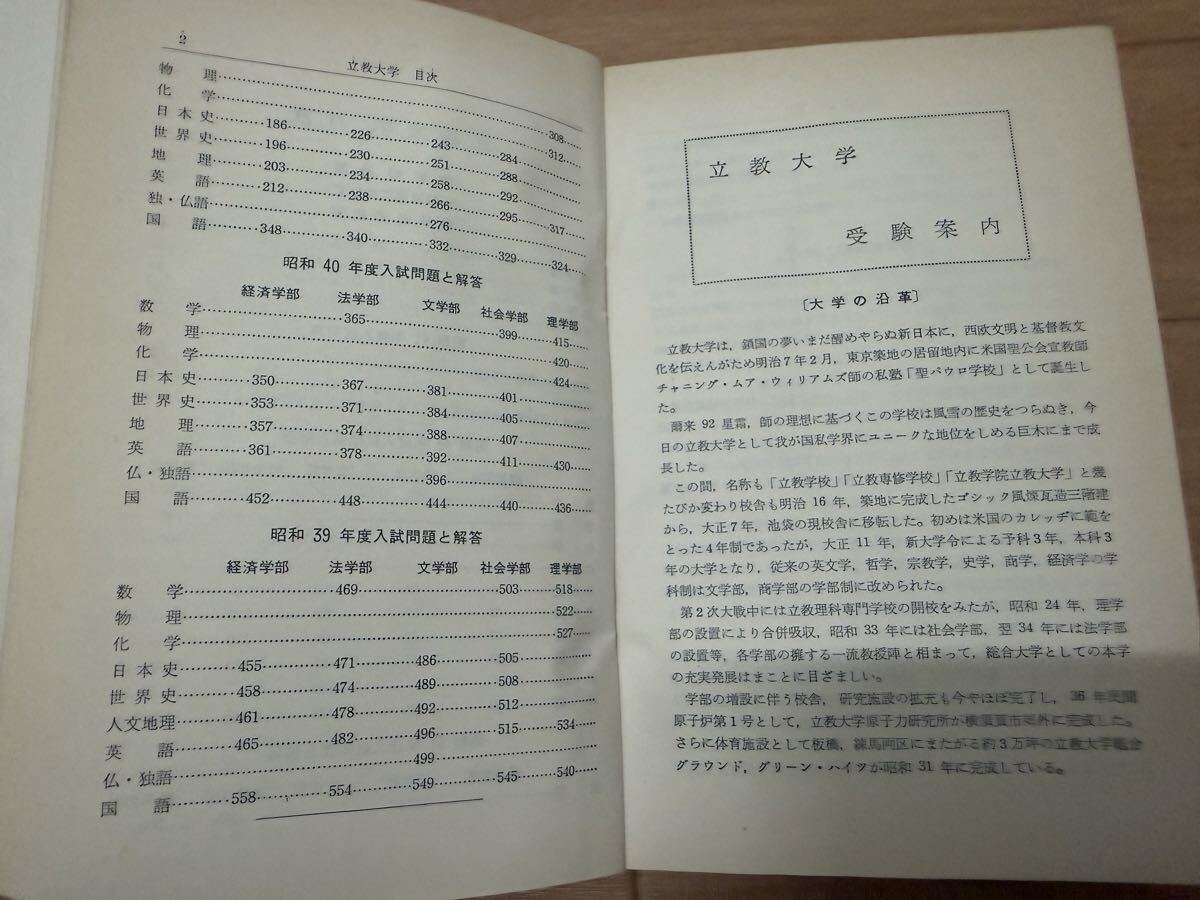 2
立教大学 目次
物理……308……
化学……312……
日本史……186……226……243……284……
世界史……196……230……251……288……
地理……203……234……258……292……
英語……212……238……266……295……317……
独・仏語……276……
国語……348……340……332……329……324……
昭和 40 年度入試問題と解答
経済学部 法学部 文学部 社会学部 理学部
数学……365……399……415……
物理……420……
化学……424……
日本史……350……367……381……401……
世界史……353……371……384……405……
地理……357……374……388……407……
英語……361……378……392……411……430……
仏・独語……396……
国語……452……448……444……440……436……
昭和 39 年度入試問題と解答
経済学部 法学部 文学部 社会学部 理学部
数学……469……503……518……
物理……522……
化学……527……
日本史……455……471……486……505……
世界史……458……474……489……508……
人文地理……461……478……492……512……
英語……465……482……496……515……534……
仏・独語……499……
国語……558……554……549……545……540……
立教大学
受験案内
〔大学の沿革〕
立教大学は，鎖国の夢いまだ醒めやらぬ新日本に，西欧文明と基督教文
化を伝えんがため明治7年2月，東京築地の居留地内に米国聖公会宣教師
チャニング・ムア・ウィリアムズ師の私塾「聖パウロ学校」として誕生し
た。
爾来 92 星霜，師の理想に基づくこの学校は風雪の歴史をつらぬき，今
日の立教大学として我が国私学界にユニークな地位をしめる巨木にまで成
長した。
この間，名称も「立教学校」「立教専修学校」「立教学院立教大学」と幾
たびか変わり校舎も明治 16 年，築地に完成したゴシック風煉瓦造三階建
から，大正7年，池袋の現校舎に移転した。初めは米国のカレッヂに範を
とった4年制であったが，大正 11 年，新大学令による予科3年，本科3
年の大学となり，従来の英文学，哲学，宗教学，史学，商学，経済学の学
科制は文学部，商学部の学部制に改められた。
第2次大戦中には立教理科専門学校の開校をみたが，昭和 24 年，理学
部の設置により合併吸収，昭和 33 年には社会学部，翌 34 年には法学部
の設置等，各学部の擁する一流教授陣と相まって，総合大学としての本学
の充実発展はまことに目ざましい。
学部の増設に伴う校舎，研究施設の拡充も今やほぼ完了し，36 年民間
原子炉第1号として，立教大学原子力研究所が横須賀市郊外に完成した。
さらに体育施設として板橋，練馬両区にまたがる約3万坪の立教大学総合
グラウンド，グリーン・ハイツが昭和 31 年に完成している。